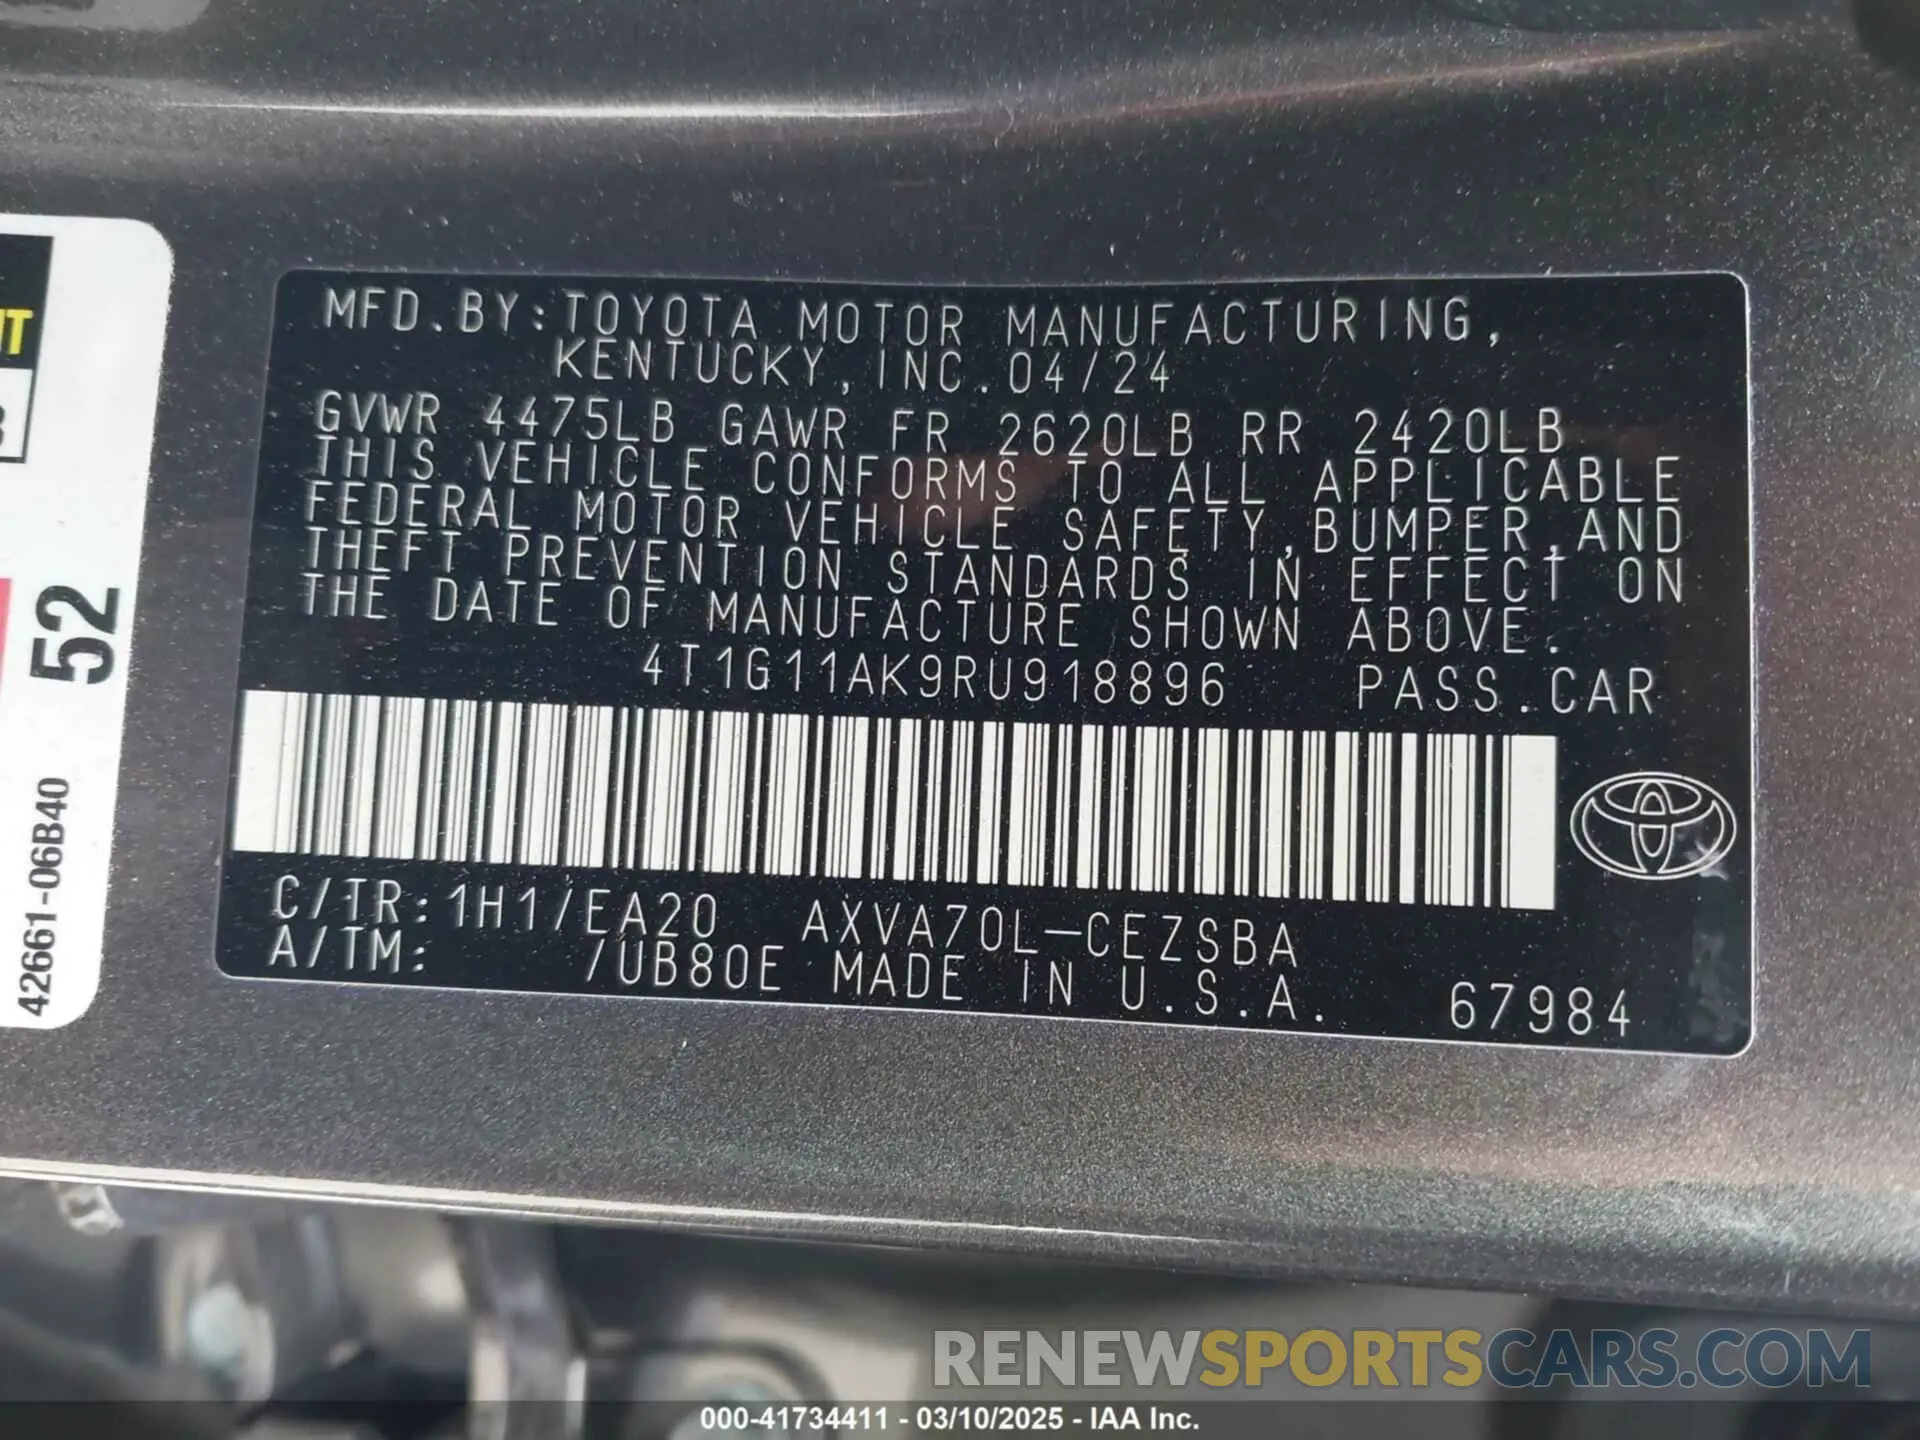 MFD.BY:TOYOTA MOTOR MANUFACTURING,
KENTUCKY,INC.04/24
GVWR 4475LB GAWR FR 2620LB RR 2420LB
THIS VEHICLE CONFORMS TO ALL APPLICABLE
FEDERAL MOTOR VEHICLE SAFETY,BUMPER,AND
THEFT PREVENTION STANDARDS IN EFFECT ON
THE DATE OF MANUFACTURE SHOWN ABOVE.
4T1G11AK9RU918896 PASS.CAR
C/TR:1H17/EA20 AXVA70L-CEZSBA
A/TM: /UB80E MADE IN U.S.A. 67984
52
42661-06B40
RENEWSPORTSCARS.COM
000-41734411 - 03/10/2025 - IAA Inc.